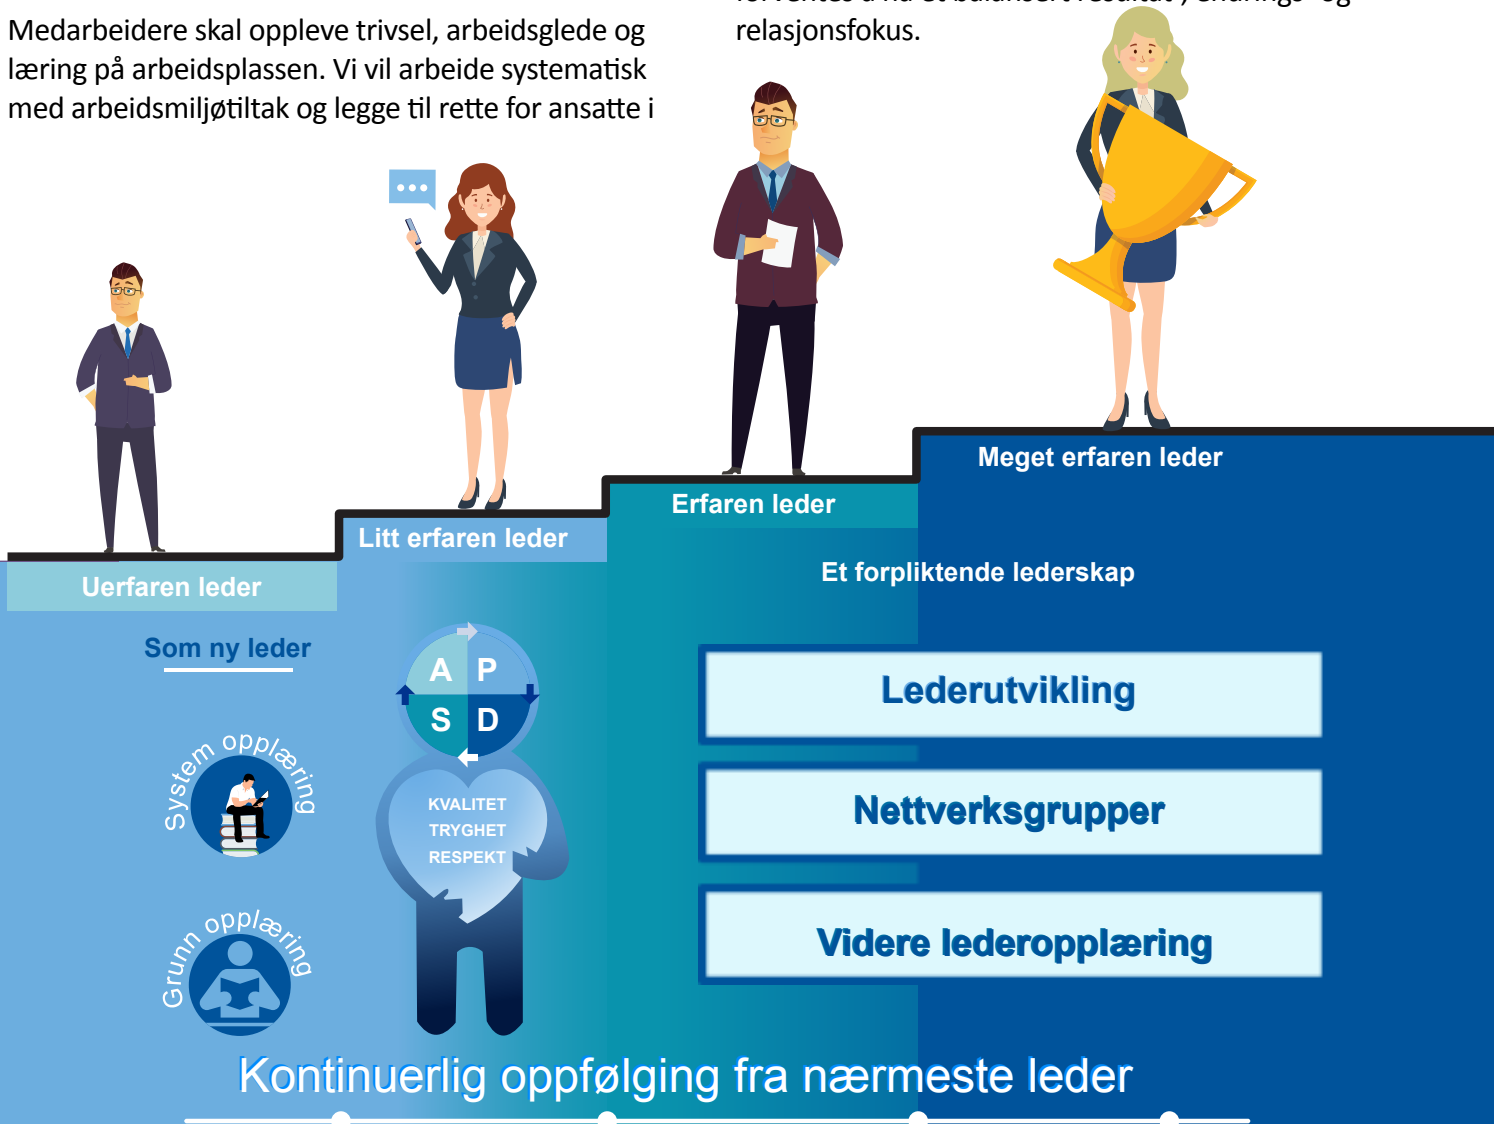 Medarbeidere skal oppleve trivsel, arbeidsglede og
læring på arbeidsplassen. Vi vil arbeide systematisk
med arbeidsmiljøtiltak og legge til rette for ansatte i
relasjonsfokus.
Meget erfaren leder
Erfaren leder
Litt erfaren leder
Uerfaren leder
Et forpliktende lederskap
Som ny leder
A P
S D
System opplæring
KVALITET
TRYGHET
RESPEKT
Grunn opplæring
Lederutvikling
Nettverksgrupper
Videre lederopplæring
Kontinuerlig oppfølging fra nærmeste leder